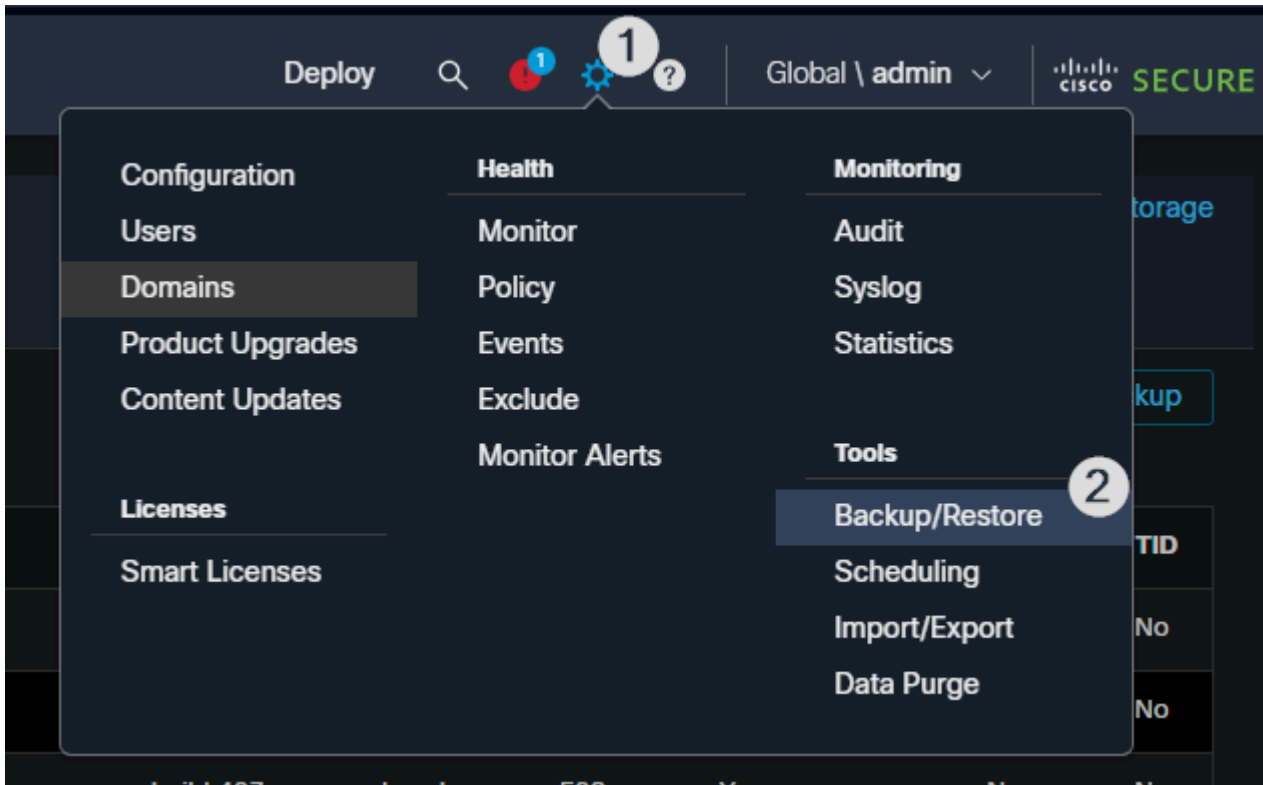 1
Deploy
1
?
Global \ admin
cisco SECURE
Configuration
Users
Domains
Product Upgrades
Content Updates
Licenses
Smart Licenses
Health
Monitor
Policy
Events
Exclude
Monitor Alerts
Monitoring
Audit
Syslog
Statistics
Tools
2
Backup/Restore
Scheduling
Import/Export
Data Purge
torage
kup
TID
No
No